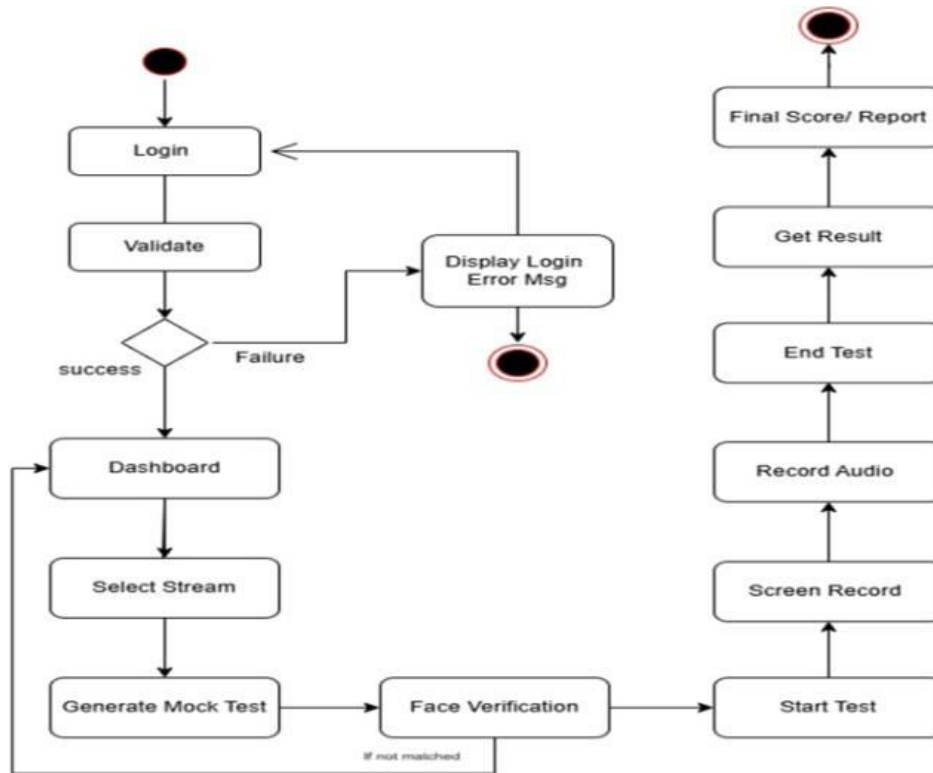 Login
Validate
success
Failure
Display Login
Error Msg
Dashboard
Select Stream
Generate Mock Test
Face Verification
If not matched
Start Test
Screen Record
Record Audio
End Test
Get Result
Final Score/ Report